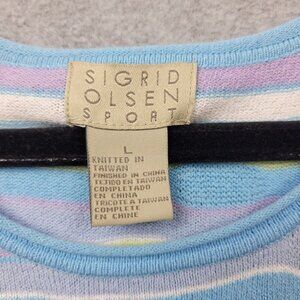 SIGRID
OLSEN
SPORT
L
KNITTED IN
TAIWAN
FINISHED IN CHINA
TEJIDO EN TAIWAN
COMPLETADO
EN CHINA
TRICOTE A TAIWAN
COMPLETE
EN CHINE